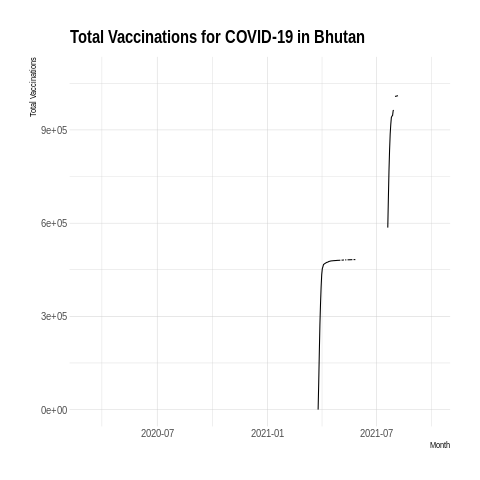 Total Vaccinations for COVID-19 in Bhutan
Total Vaccinations
9e+05
6e+05
3e+05
0e+00
2020-07 2021-01 2021-07
Month